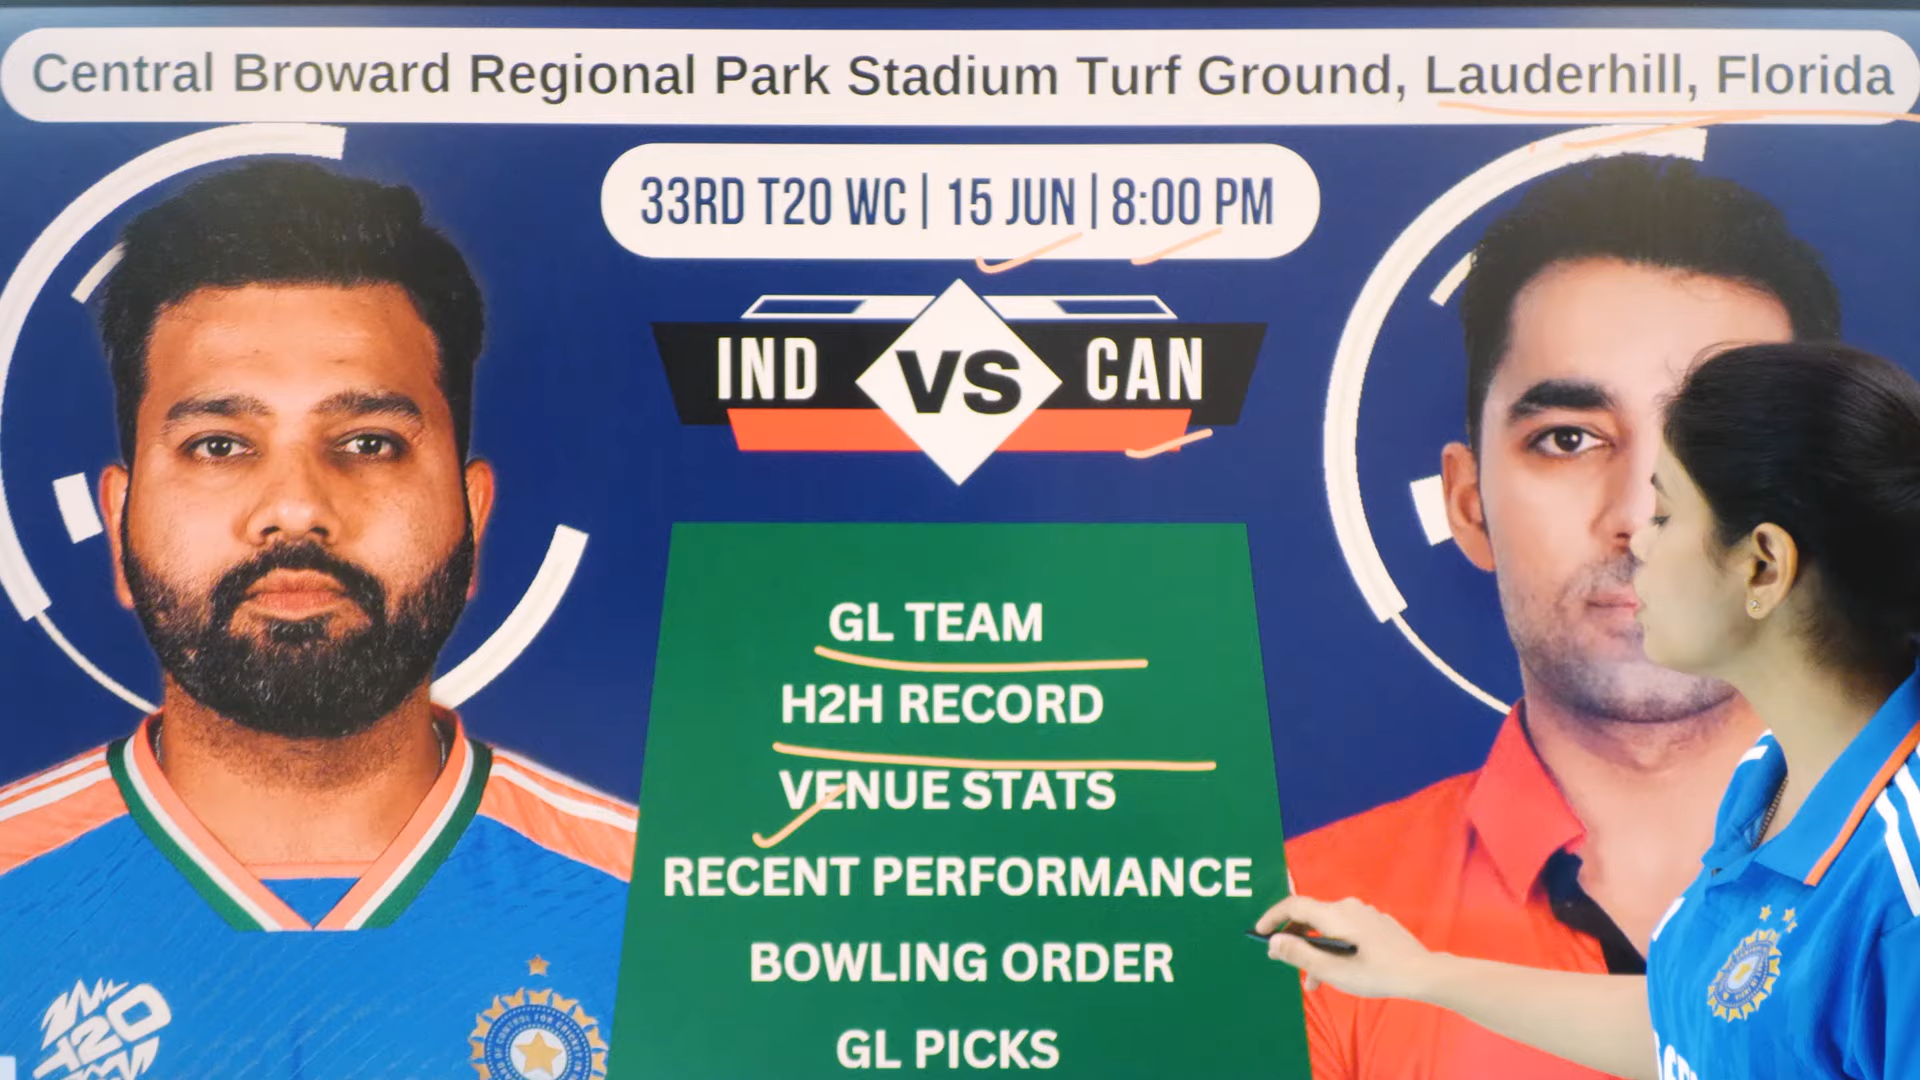 Central Broward Regional Park Stadium Turf Ground, Lauderhill, Florida
33RD T20 WC | 15 JUN | 8:00 PM
IND VS CAN
GL TEAM
H2H RECORD
VENUE STATS
RECENT PERFORMANCE
BOWLING ORDER
GL PICKS
T20